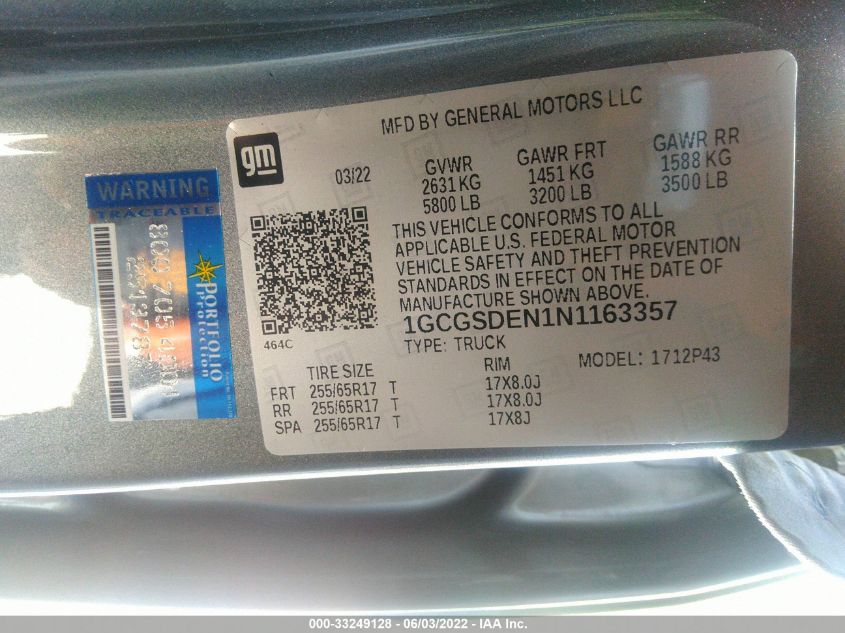 MFD BY GENERAL MOTORS LLC
gm
03/22
GVWR
2631 KG
5800 LB
GAWR FRT
1451 KG
3200 LB
GAWR RR
1588 KG
3500 LB
THIS VEHICLE CONFORMS TO ALL
APPLICABLE U.S. FEDERAL MOTOR
VEHICLE SAFETY AND THEFT PREVENTION
STANDARDS IN EFFECT ON THE DATE OF
MANUFACTURE SHOWN ABOVE.
1GCGSDEN1N1163357
464C
TYPE: TRUCK
MODEL: 1712P43
TIRE SIZE
RIM
FRT 255/65R17 T 17X8.0J
RR 255/65R17 T 17X8.0J
SPA 255/65R17 T 17X8J
WARNING
TRACEABLE
PORTFOLIO
Protection
000-33249128 - 06/03/2022 - IAA Inc.